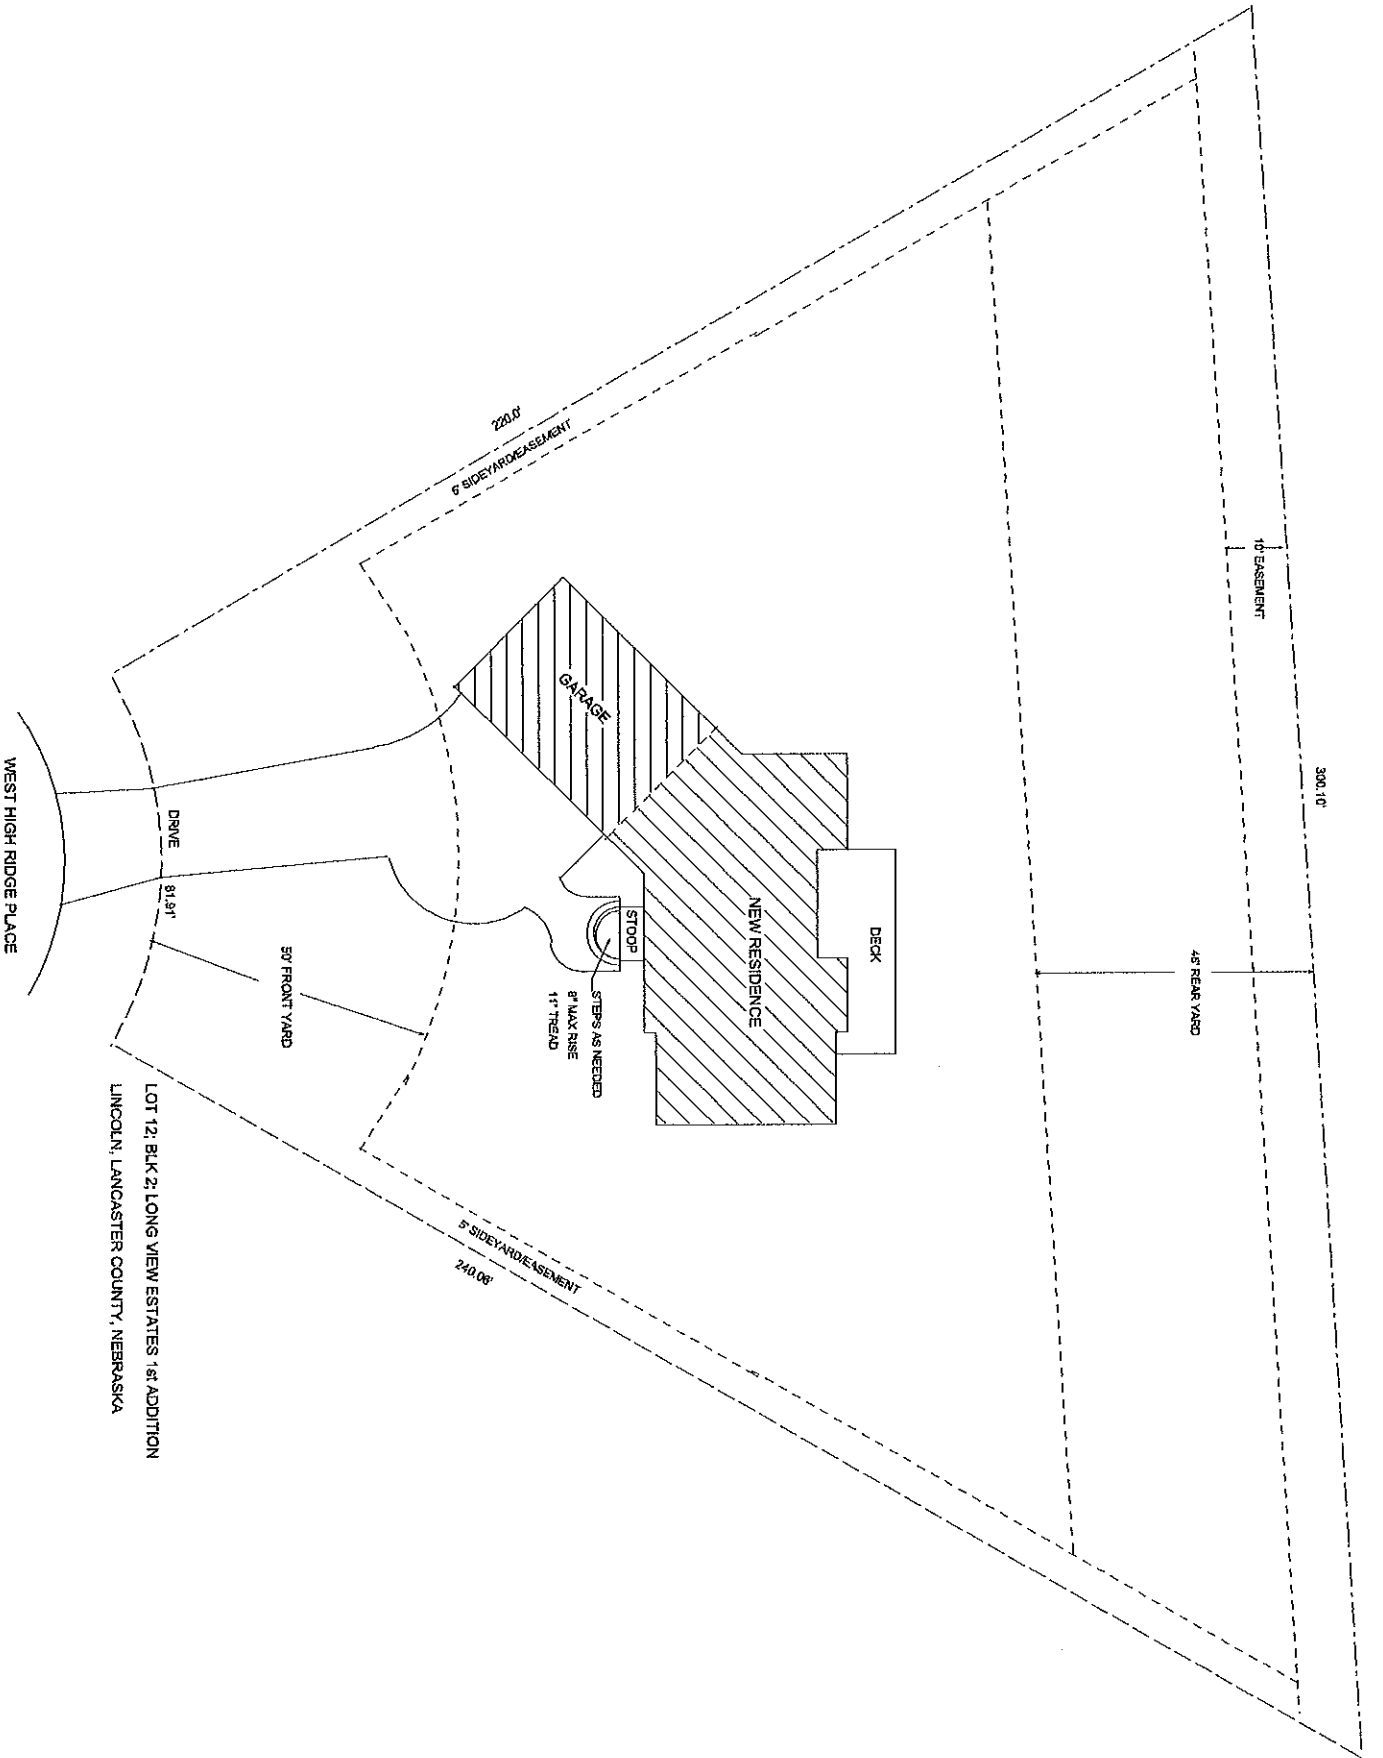 300.10'
10' EASEMENT
45' REAR YARD
DECK
NEW RESIDENCE
GARAGE
STOOP
STEPS AS NEEDED
8" MAX RISE
11" TREAD
220.0'
SIDEYARD/EASEMENT
5' SIDEYARD/EASEMENT
240.06'
50' FRONT YARD
DRIVE
81.91'
LOT 12; BLK 2; LONG VIEW ESTATES 1st ADDITION
LINCOLN, LANCASTER COUNTY, NEBRASKA
WEST HIGH RIDGE PLACE